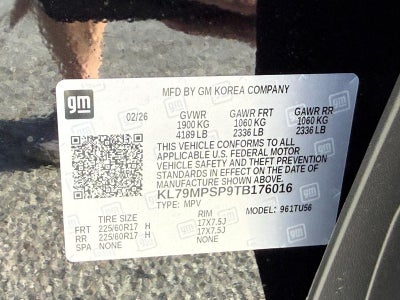 gm
MFD BY GM KOREA COMPANY
02/26 GVWR GAWR FRT GAWR RR
1900 KG 1060 KG 1060 KG
4189 LB 2336 LB 2336 LB
THIS VEHICLE CONFORMS TO ALL
APPLICABLE U.S. FEDERAL MOTOR
VEHICLE SAFETY AND THEFT PREVENTION
STANDARDS IN EFFECT ON THE DATE OF
MANUFACTURE SHOWN ABOVE.
KL79MPSP9TB176016
TYPE: MPV MODEL: 961TU56
TIRE SIZE RIM
FRT 225/60R17 H 17X7.5J
RR 225/60R17 H 17X7.5J
SPA NONE NONE